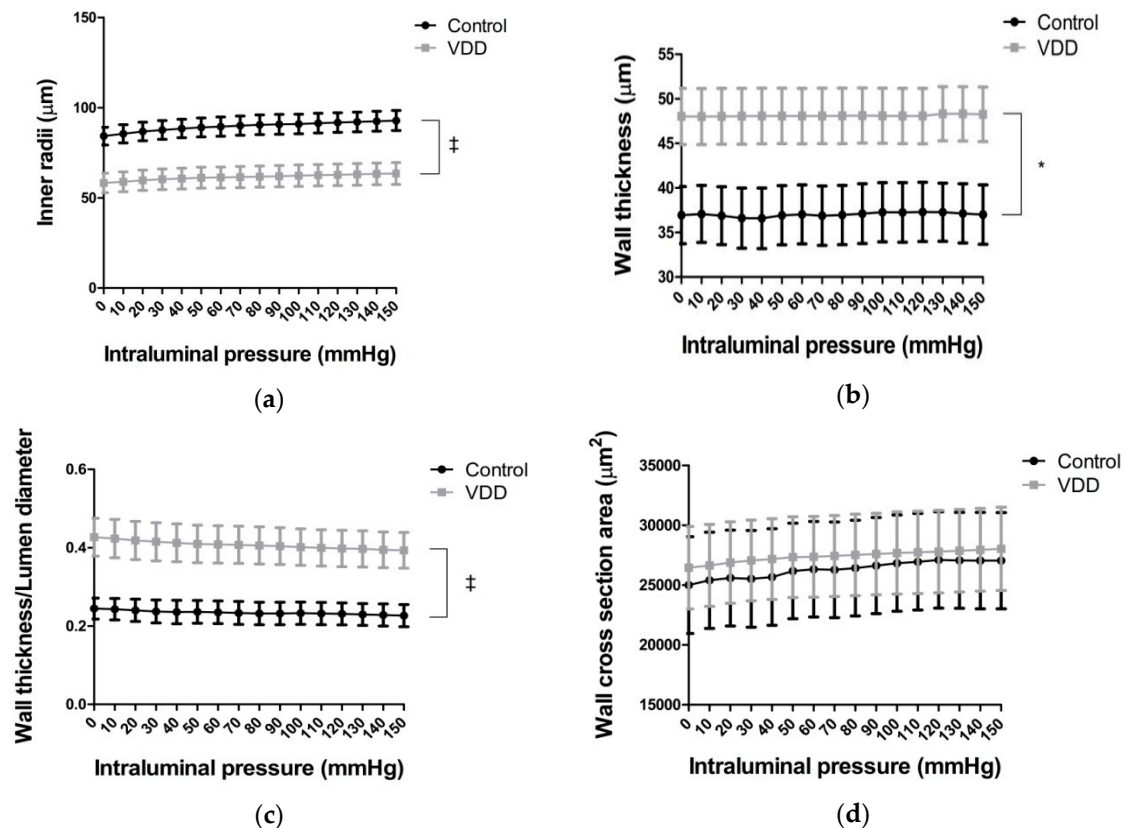 Control
VDD
Inner radii (μm)
150
100
50
0
‡
0 10 20 30 40 50 60 70 80 90 100 110 120 130 140 150
Intraluminal pressure (mmHg)
(a)
Control
VDD
Wall thickness (μm)
55
50
45
40
35
30
*
0 10 20 30 40 50 60 70 80 90 100 110 120 130 140 150
Intraluminal pressure (mmHg)
(b)
Control
VDD
Wall thickness/Lumen diameter
0.6
0.4
0.2
0.0
‡
0 10 20 30 40 50 60 70 80 90 100 110 120 130 140 150
Intraluminal pressure (mmHg)
(c)
Control
VDD
Wall cross section area (μm²)
35000
30000
25000
20000
15000
0 10 20 30 40 50 60 70 80 90 100 110 120 130 140 150
Intraluminal pressure (mmHg)
(d)